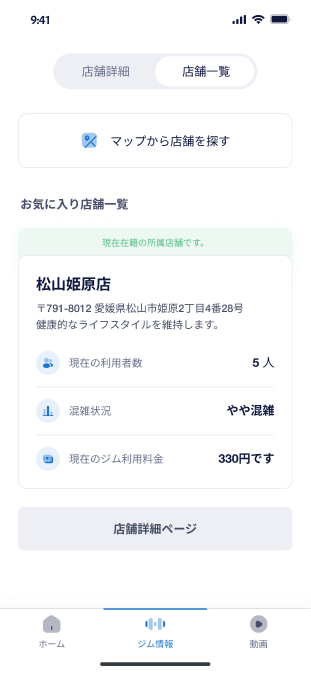 9:41
店舗詳細
店舗一覧
マップから店舗を探す
お気に入り店舗一覧
現在在籍の所属店舗です。
松山姫原店
〒791-8012 愛媛県松山市姫原2丁目4番28号
健康的なライフスタイルを維持します。
現在の利用者数
5 人
混雑状況
やや混雑
現在のジム利用料金
330円です
店舗詳細ページ
ホーム
ジム情報
動画